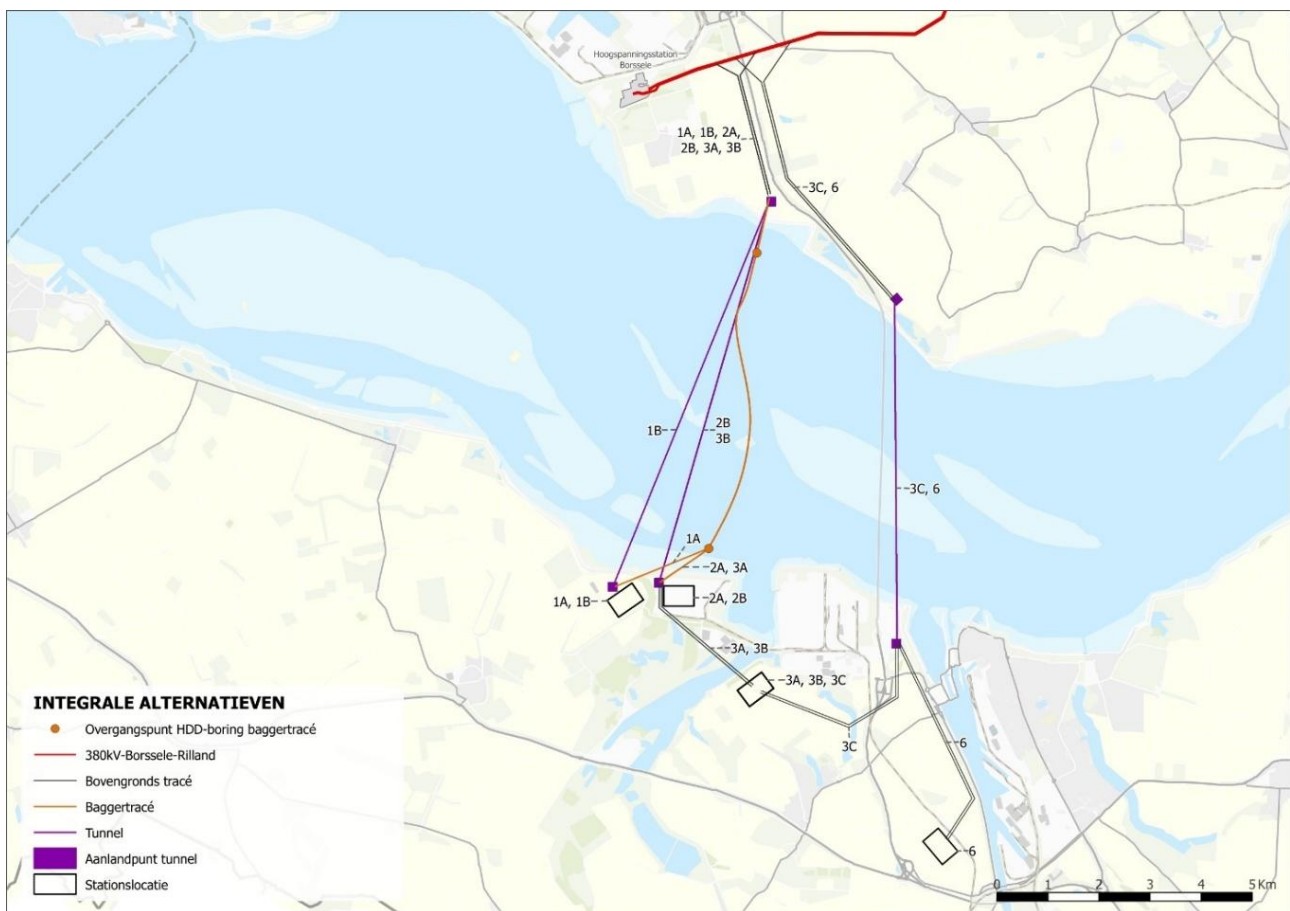 Hoogspanningsstation
Borssele
1A, 1B, 2A,
2B, 3A, 3B
3C, 6
1B
2B
3B
3C, 6
1A
2A, 3A
1A, 1B
2A, 2B
3A, 3B
3A, 3B, 3C
3C
6
6
INTEGRALE ALTERNATIEVEN
Overgangspunt HDD-boring baggertracé
380kV-Borssele-Rilland
Bovengronds tracé
Baggertracé
Tunnel
Aanlandpunt tunnel
Stationslocatie
0 1 2 3 4 5 Km